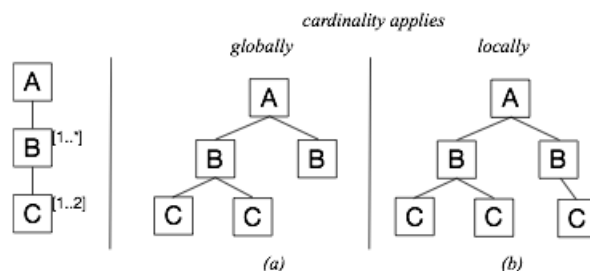 cardinality applies
globally
locally
A
B [1..*]
C [1..2]
A
B B
C C
(a)
A
B B
C C C
(b)